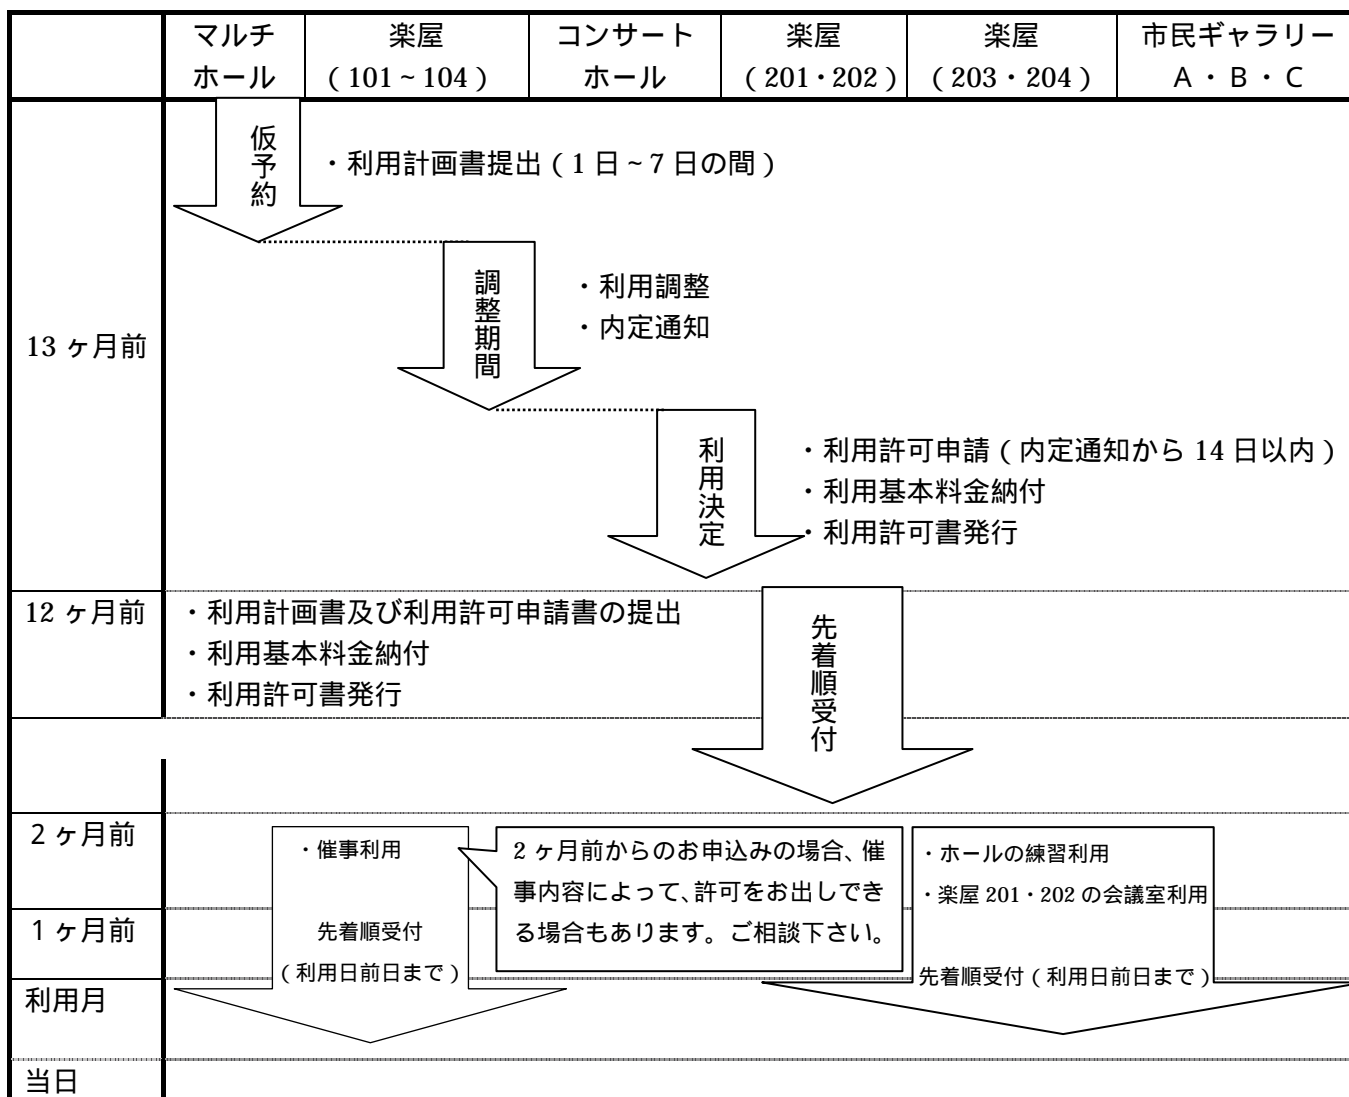 マルチ
ホール
楽屋
（101～104）
コンサート
ホール
楽屋
（201・202）
楽屋
（203・204）
市民ギャラリー
A・B・C
13ヶ月前
仮予約
・利用計画書提出（1日～7日の間）
調整期間
・利用調整
・内定通知
利用決定
・利用許可申請（内定通知から14日以内）
・利用基本料金納付
・利用許可書発行
12ヶ月前
・利用計画書及び利用許可申請書の提出
・利用基本料金納付
・利用許可書発行
先着順受付
2ヶ月前
・催事利用
先着順受付
（利用日前日まで）
2ヶ月前からのお申込みの場合、催
事内容によって、許可をお出しでき
る場合もあります。ご相談下さい。
・ホールの練習利用
・楽屋201・202の会議室利用
先着順受付（利用日前日まで）
1ヶ月前
利用月
当日